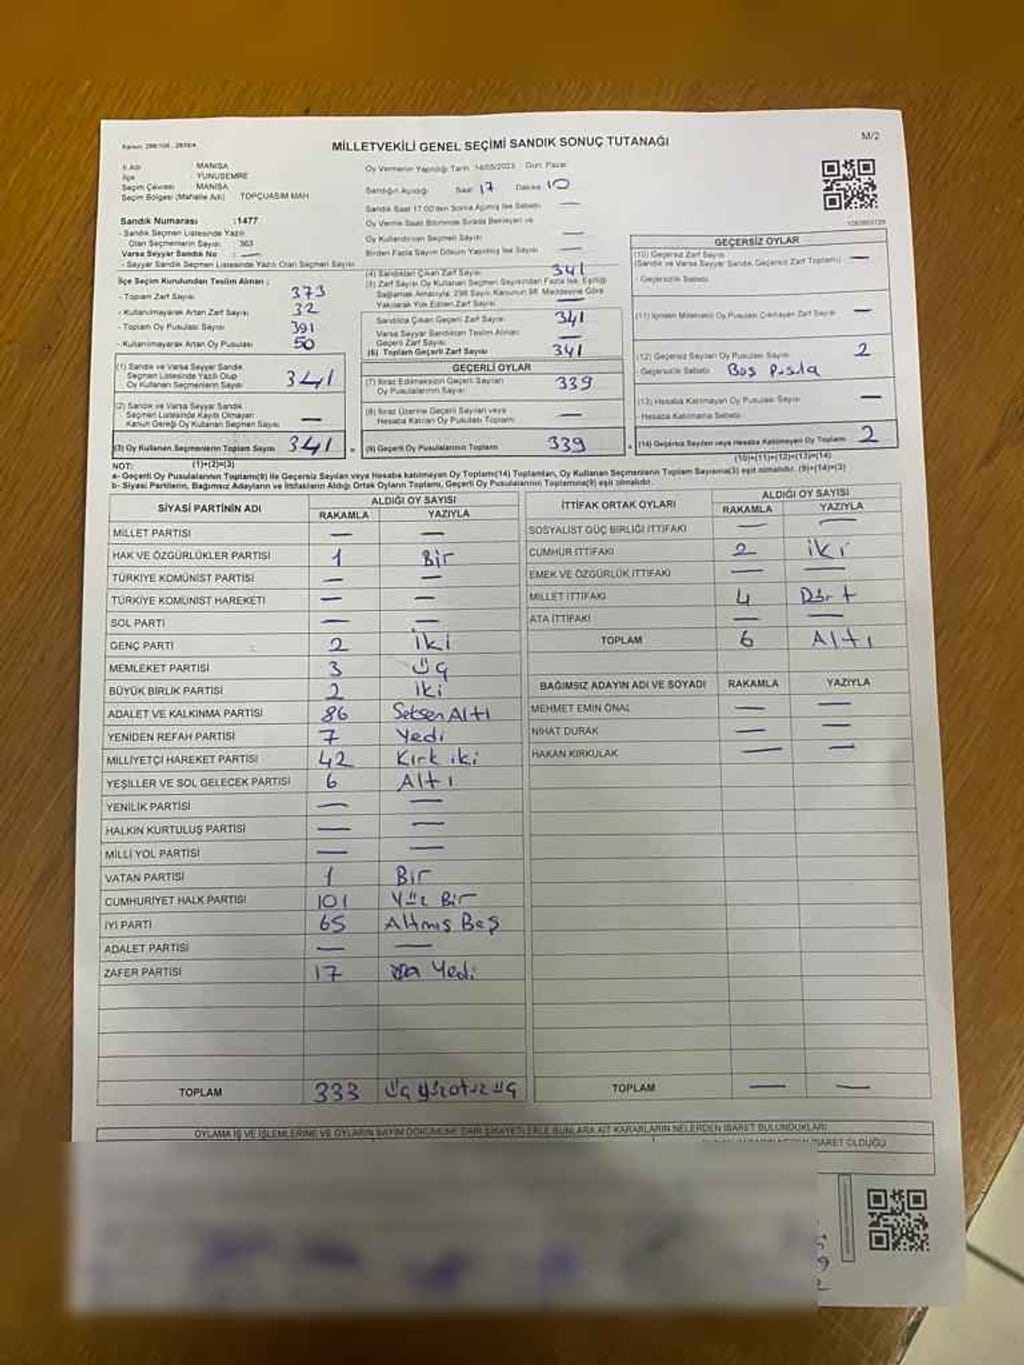 Kanun: 298/105 , 2839/4
MİLLETVEKİLİ GENEL SEÇİMİ SANDIK SONUÇ TUTANAĞI
M/2
İl Adı MANİSA
İlçe YUNUSEMRE
Seçim Çevresi MANİSA
Seçim Bölgesi (Mahalle Adı) TOPÇUASIM MAH
Oy Vermenin Yapıldığı Tarih 14/05/2023 Gün: Pazar
Sandığın Açıldığı Saat 17 Dakika 10
Sandık Saat 17:00'den Sonra Açılmış İse Sebebi —
Oy Verme Saati Bitiminde Sırada Bekleyen ve
Oy Kullandırılan Seçmen Sayısı —
Birden Fazla Sayım Döküm Yapılmış İse Sayısı —
Sandık Numarası :1477
- Sandık Seçmen Listesinde Yazılı
Olan Seçmenlerin Sayısı 363
Varsa Seyyar Sandık No : —
- Seyyar Sandık Seçmen Listesinde Yazılı Olan Seçmen Sayısı
İlçe Seçim Kurulundan Teslim Alınan :
- Toplam Zarf Sayısı 373
- Kullanılmayarak Artan Zarf Sayısı 32
- Toplam Oy Pusulası Sayısı 391
- Kullanılmayarak Artan Oy Pusulası 50
(1) Sandık ve Varsa Seyyar Sandık
Seçmen Listesinde Yazılı Olup
Oy Kullanan Seçmenlerin Sayısı 341
(2) Sandık ve Varsa Seyyar Sandık
Seçmen Listesinde Kayıtlı Olmayan
Kanun Gereği Oy Kullanan Seçmen Sayısı —
(3) Oy Kullanan Seçmenlerin Toplam Sayısı 341 =
(1)+(2)=(3)
(4) Sandıktan Çıkan Zarf Sayısı 341
(5) Zarf Sayısı Oy Kullanan Seçmen Sayısından Fazla İse, Eşitliği
Sağlamak Amacıyla, 298 Sayılı Kanunun 98. Maddesine Göre
Yakılarak Yok Edilen Zarf Sayısı —
Sandıkta Çıkan Geçerli Zarf Sayısı 341
Varsa Seyyar Sandıktan Teslim Alınan
Geçerli Zarf Sayısı —
(6) Toplam Geçerli Zarf Sayısı 341
GEÇERLİ OYLAR
(7) İtiraz Edilmeksizin Geçerli Sayılan
Oy Pusulalarının Sayısı 339
(8) İtiraz Üzerine Geçerli Sayılan veya
Hesaba Katılan Oy Pusulası Toplamı —
(9) Geçerli Oy Pusulalarının Toplamı 339 +
GEÇERSİZ OYLAR
(10) Geçersiz Zarf Sayısı
(Sandık ve Varsa Seyyar Sandık Geçersiz Zarf Toplamı) —
- Geçersizlik Sebebi:
(11) İçinden Milletvekili Oy Pusulası Çıkmayan Zarf Sayısı —
(12) Geçersiz Sayılan Oy Pusulası Sayısı 2
- Geçersizlik Sebebi: Boş Pusula
(13) Hesaba Katılmayan Oy Pusulası Sayısı —
- Hesaba Katılmama Sebebi:
(14) Geçersiz Sayılan veya Hesaba Katılmayan Oy Toplamı 2
(10)+(11)+(12)+(13)=(14)
NOT:
a- Geçerli Oy Pusulalarının Toplamı(9) ile Geçersiz Sayılan veya Hesaba katılmayan Oy Toplamı(14) Toplamları, Oy Kullanan Seçmenlerin Toplam Sayısına(3) eşit olmalıdır. (9)+(14)=(3)
b- Siyasi Partilerin, Bağımsız Adayların ve İttifakların Aldığı Ortak Oyların Toplamı, Geçerli Oy Pusulalarının Toplamına(9) eşit olmalıdır.
SİYASİ PARTİNİN ADI ALDIĞI OY SAYISI
RAKAMLA YAZIYLA
MİLLET PARTİSİ — —
HAK VE ÖZGÜRLÜKLER PARTİSİ 1 Bir
TÜRKİYE KOMÜNİST PARTİSİ — —
TÜRKİYE KOMÜNİST HAREKETİ — —
SOL PARTİ — —
GENÇ PARTİ 2 iki
MEMLEKET PARTİSİ 3 üç
BÜYÜK BİRLİK PARTİSİ 2 iki
ADALET VE KALKINMA PARTİSİ 86 Seksen Altı
YENİDEN REFAH PARTİSİ 7 Yedi
MİLLİYETÇİ HAREKET PARTİSİ 42 Kırk iki
YEŞİLLER VE SOL GELECEK PARTİSİ 6 Altı
YENİLİK PARTİSİ — —
HALKIN KURTULUŞ PARTİSİ — —
MİLLİ YOL PARTİSİ — —
VATAN PARTİSİ 1 Bir
CUMHURİYET HALK PARTİSİ 101 Yüz Bir
İYİ PARTİ 65 Altmış Beş
ADALET PARTİSİ — —
ZAFER PARTİSİ 17 On Yedi
TOPLAM 333 üç yüzotuz üç
İTTİFAK ORTAK OYLARI ALDIĞI OY SAYISI
RAKAMLA YAZIYLA
SOSYALİST GÜÇ BİRLİĞİ İTTİFAKI — —
CUMHUR İTTİFAKI 2 iki
EMEK VE ÖZGÜRLÜK İTTİFAKI — —
MİLLET İTTİFAKI 4 Dört
ATA İTTİFAKI — —
TOPLAM 6 Altı
BAĞIMSIZ ADAYIN ADI VE SOYADI RAKAMLA YAZIYLA
MEHMET EMİN ÖNAL — —
NİHAT DURAK — —
HAKAN KIRKULAK — —
TOPLAM — —
OYLAMA İŞ VE İŞLEMLERİNE VE OYLARIN SAYIM DÖKÜMÜNE DAİR ŞİKAYETLERLE BUNLARA AİT KARARLARIN NELERDEN İBARET BULUNDUKLARI
İBARET OLDUĞU